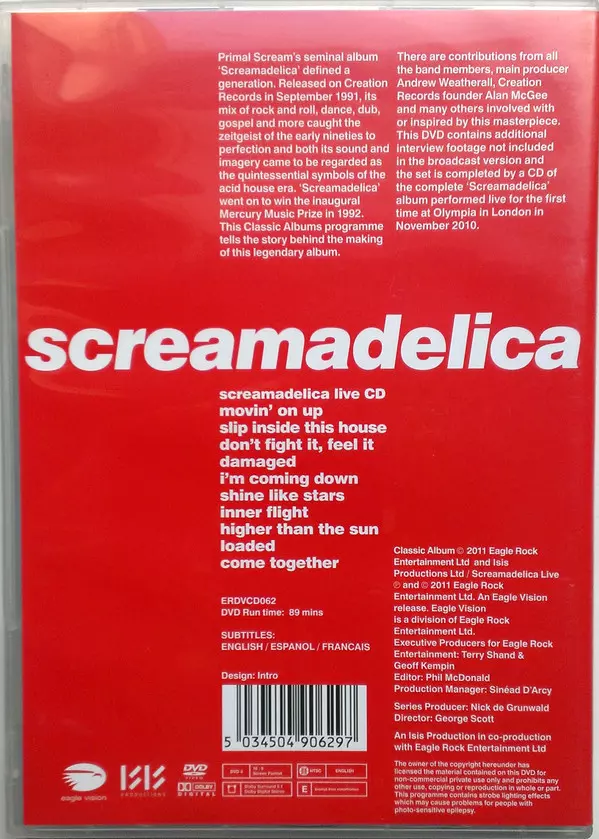 Primal Scream's seminal album
'Screamadelica' defined a
generation. Released on Creation
Records in September 1991, its
mix of rock and roll, dance, dub,
gospel and more caught the
zeitgeist of the early nineties to
perfection and both its sound and
imagery came to be regarded as
the quintessential symbols of the
acid house era. 'Screamadelica'
went on to win the inaugural
Mercury Music Prize in 1992.
This Classic Albums programme
tells the story behind the making
of this legendary album.
There are contributions from all
the band members, main producer
Andrew Weatherall, Creation
Records founder Alan McGee
and many others involved with
or inspired by this masterpiece.
This DVD contains additional
interview footage not included
in the broadcast version and
the set is completed by a CD of
the complete 'Screamadelica'
album performed live for the first
time at Olympia in London in
November 2010.
screamadelica
screamadelica live CD
movin' on up
slip inside this house
don't fight it, feel it
damaged
i'm coming down
shine like stars
inner flight
higher than the sun
loaded
come together
ERDVCD062
DVD Run time: 89 mins
SUBTITLES:
ENGLISH / ESPANOL / FRANCAIS
Design: Intro
5 034504 906297
Classic Album © 2011 Eagle Rock
Entertainment Ltd and Isis
Productions Ltd / Screamadelica Live
℗ and © 2011 Eagle Rock
Entertainment Ltd. An Eagle Vision
release. Eagle Vision
is a division of Eagle Rock
Entertainment Ltd.
Executive Producers for Eagle Rock
Entertainment: Terry Shand &
Geoff Kempin
Editor: Phil McDonald
Production Manager: Sinéad D'Arcy
Series Producer: Nick de Grunwald
Director: George Scott
An Isis Production in co-production
with Eagle Rock Entertainment Ltd
The owner of the copyright hereunder has
licensed the material contained on this DVD for
non-commercial private use only and prohibits any
other use, copying or reproduction in whole or part.
This programme contains strobe lighting effects
which may cause problems for people with
photo-sensitive epilepsy.
eagle vision
ISIS
PRODUCTIONS
DVD
VIDEO
DOLBY
DIGITAL
16:9
NTSC
ENGLISH
Dolby Surround 5.1
Dolby Digital Stereo
E